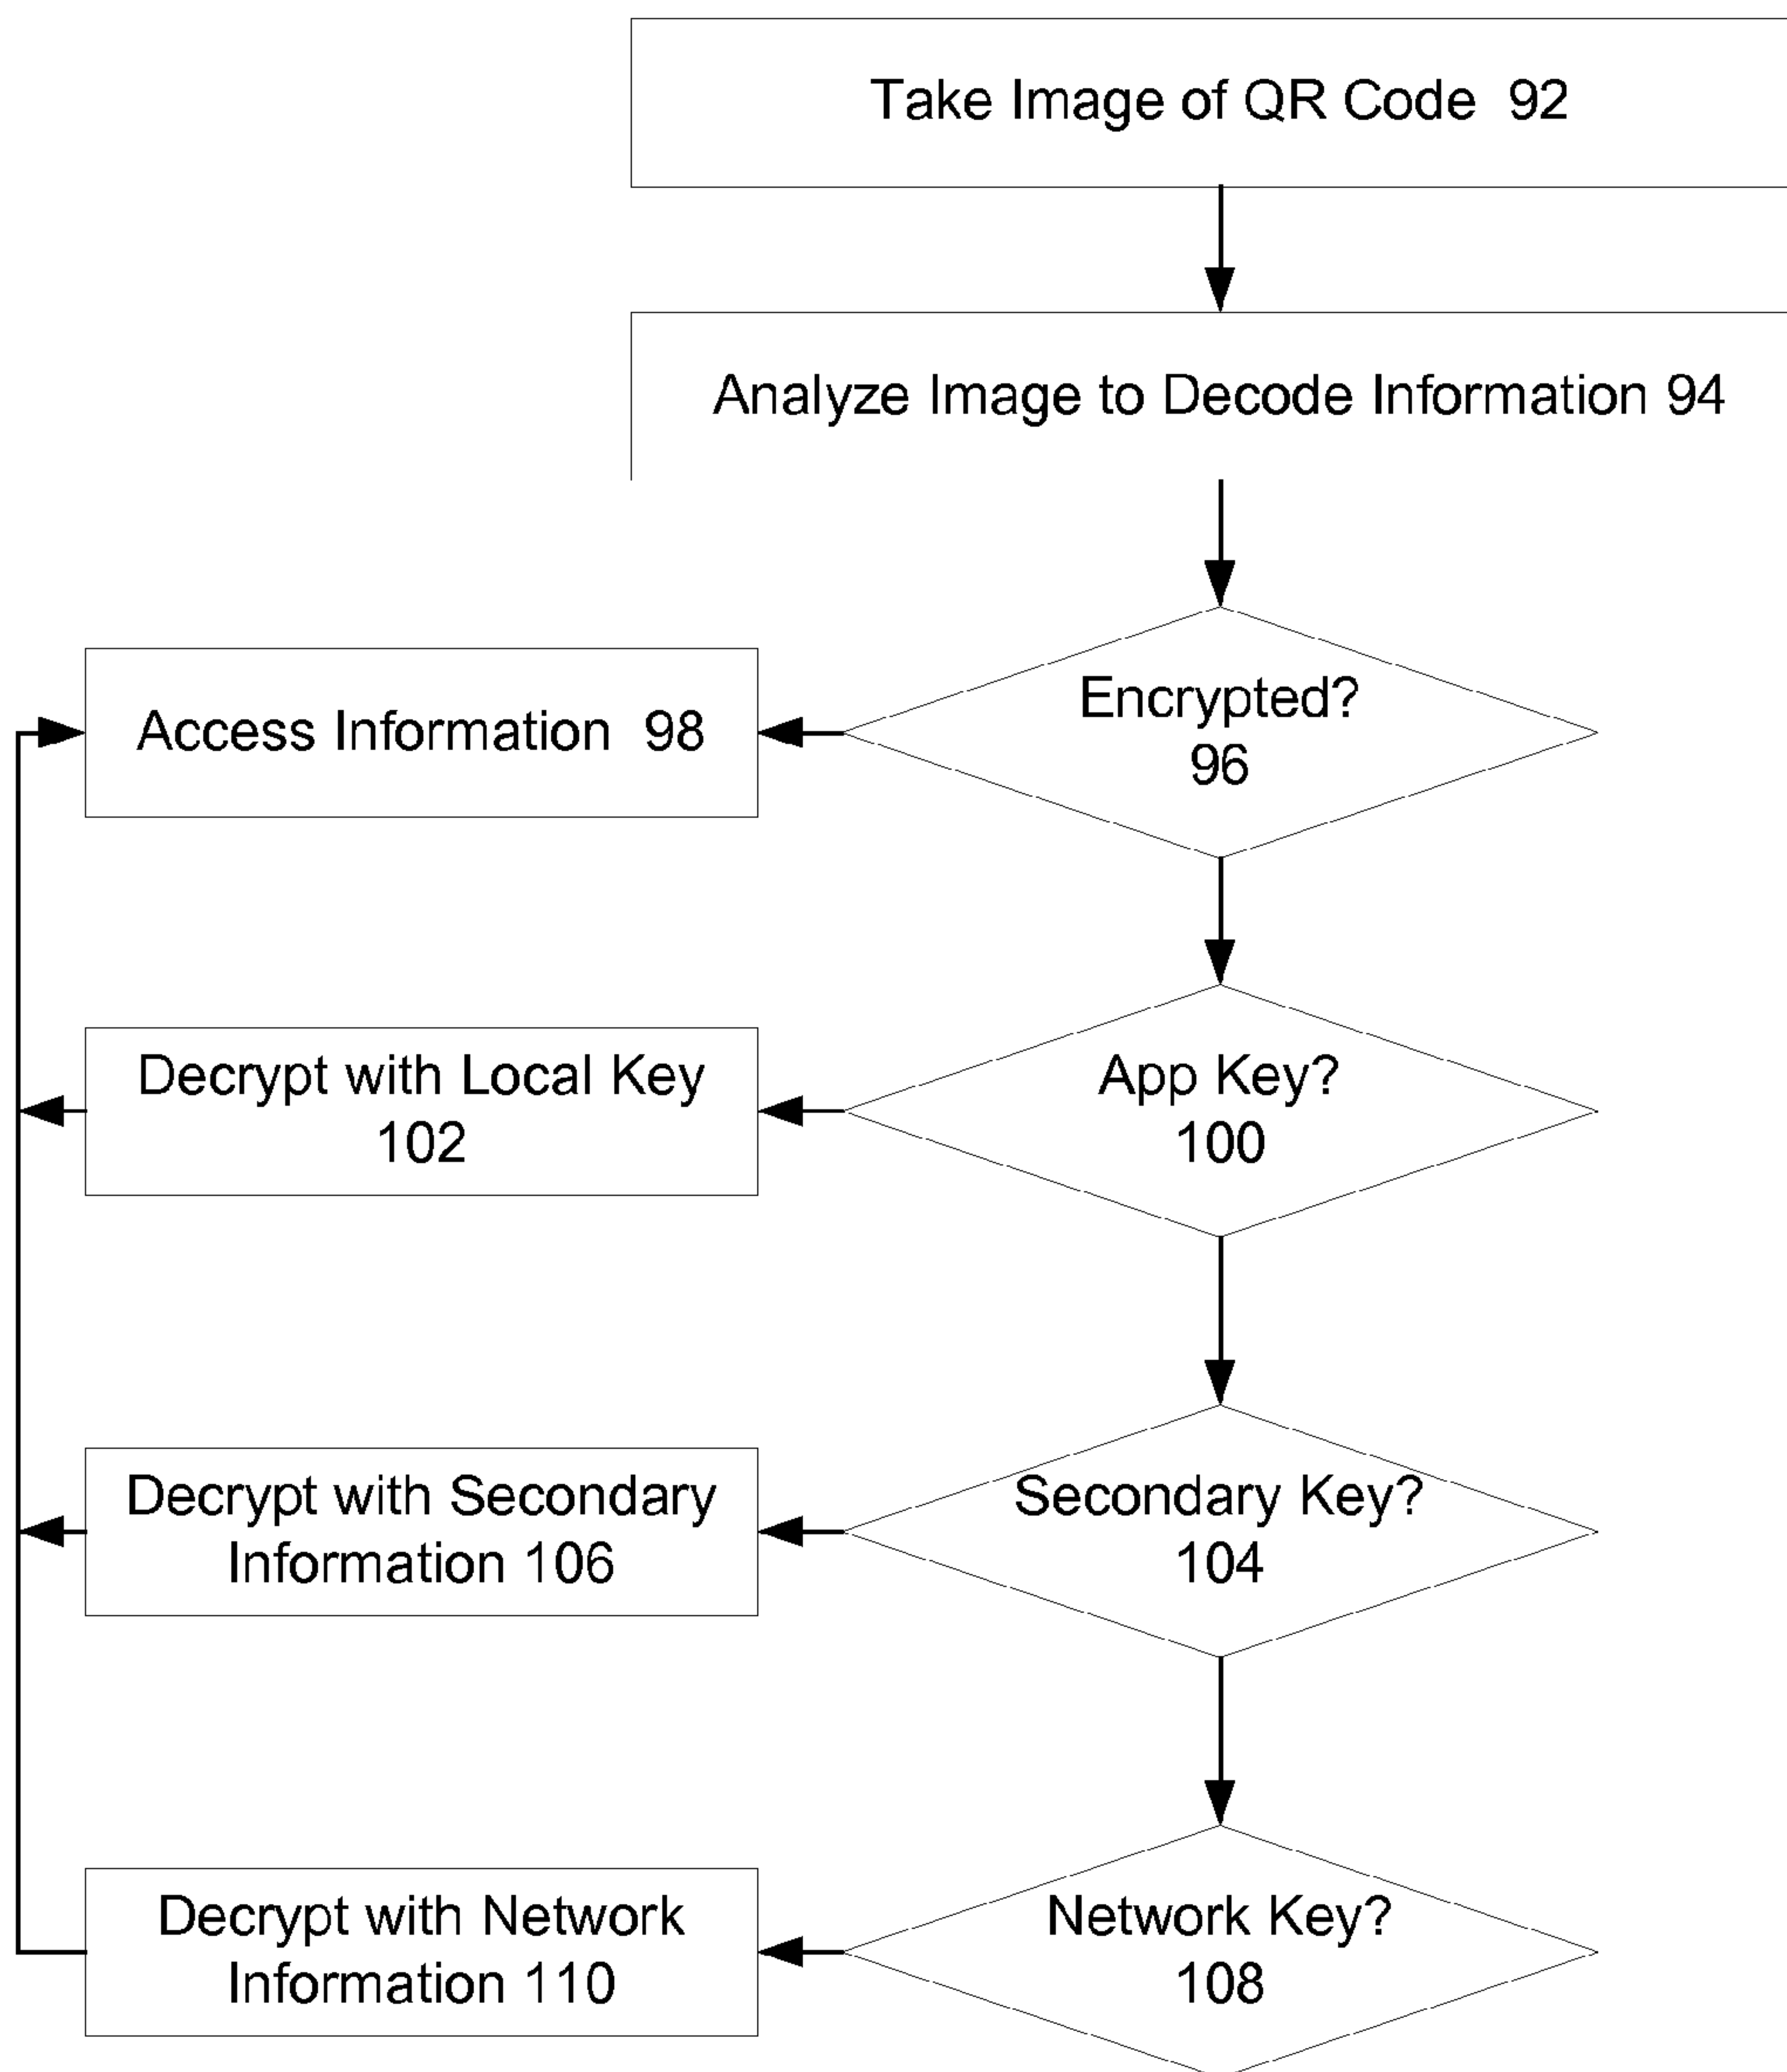 Take Image of QR Code 92
Analyze Image to Decode Information 94
Encrypted?
96
Access Information 98
App Key?
100
Decrypt with Local Key
102
Secondary Key?
104
Decrypt with Secondary
Information 106
Network Key?
108
Decrypt with Network
Information 110